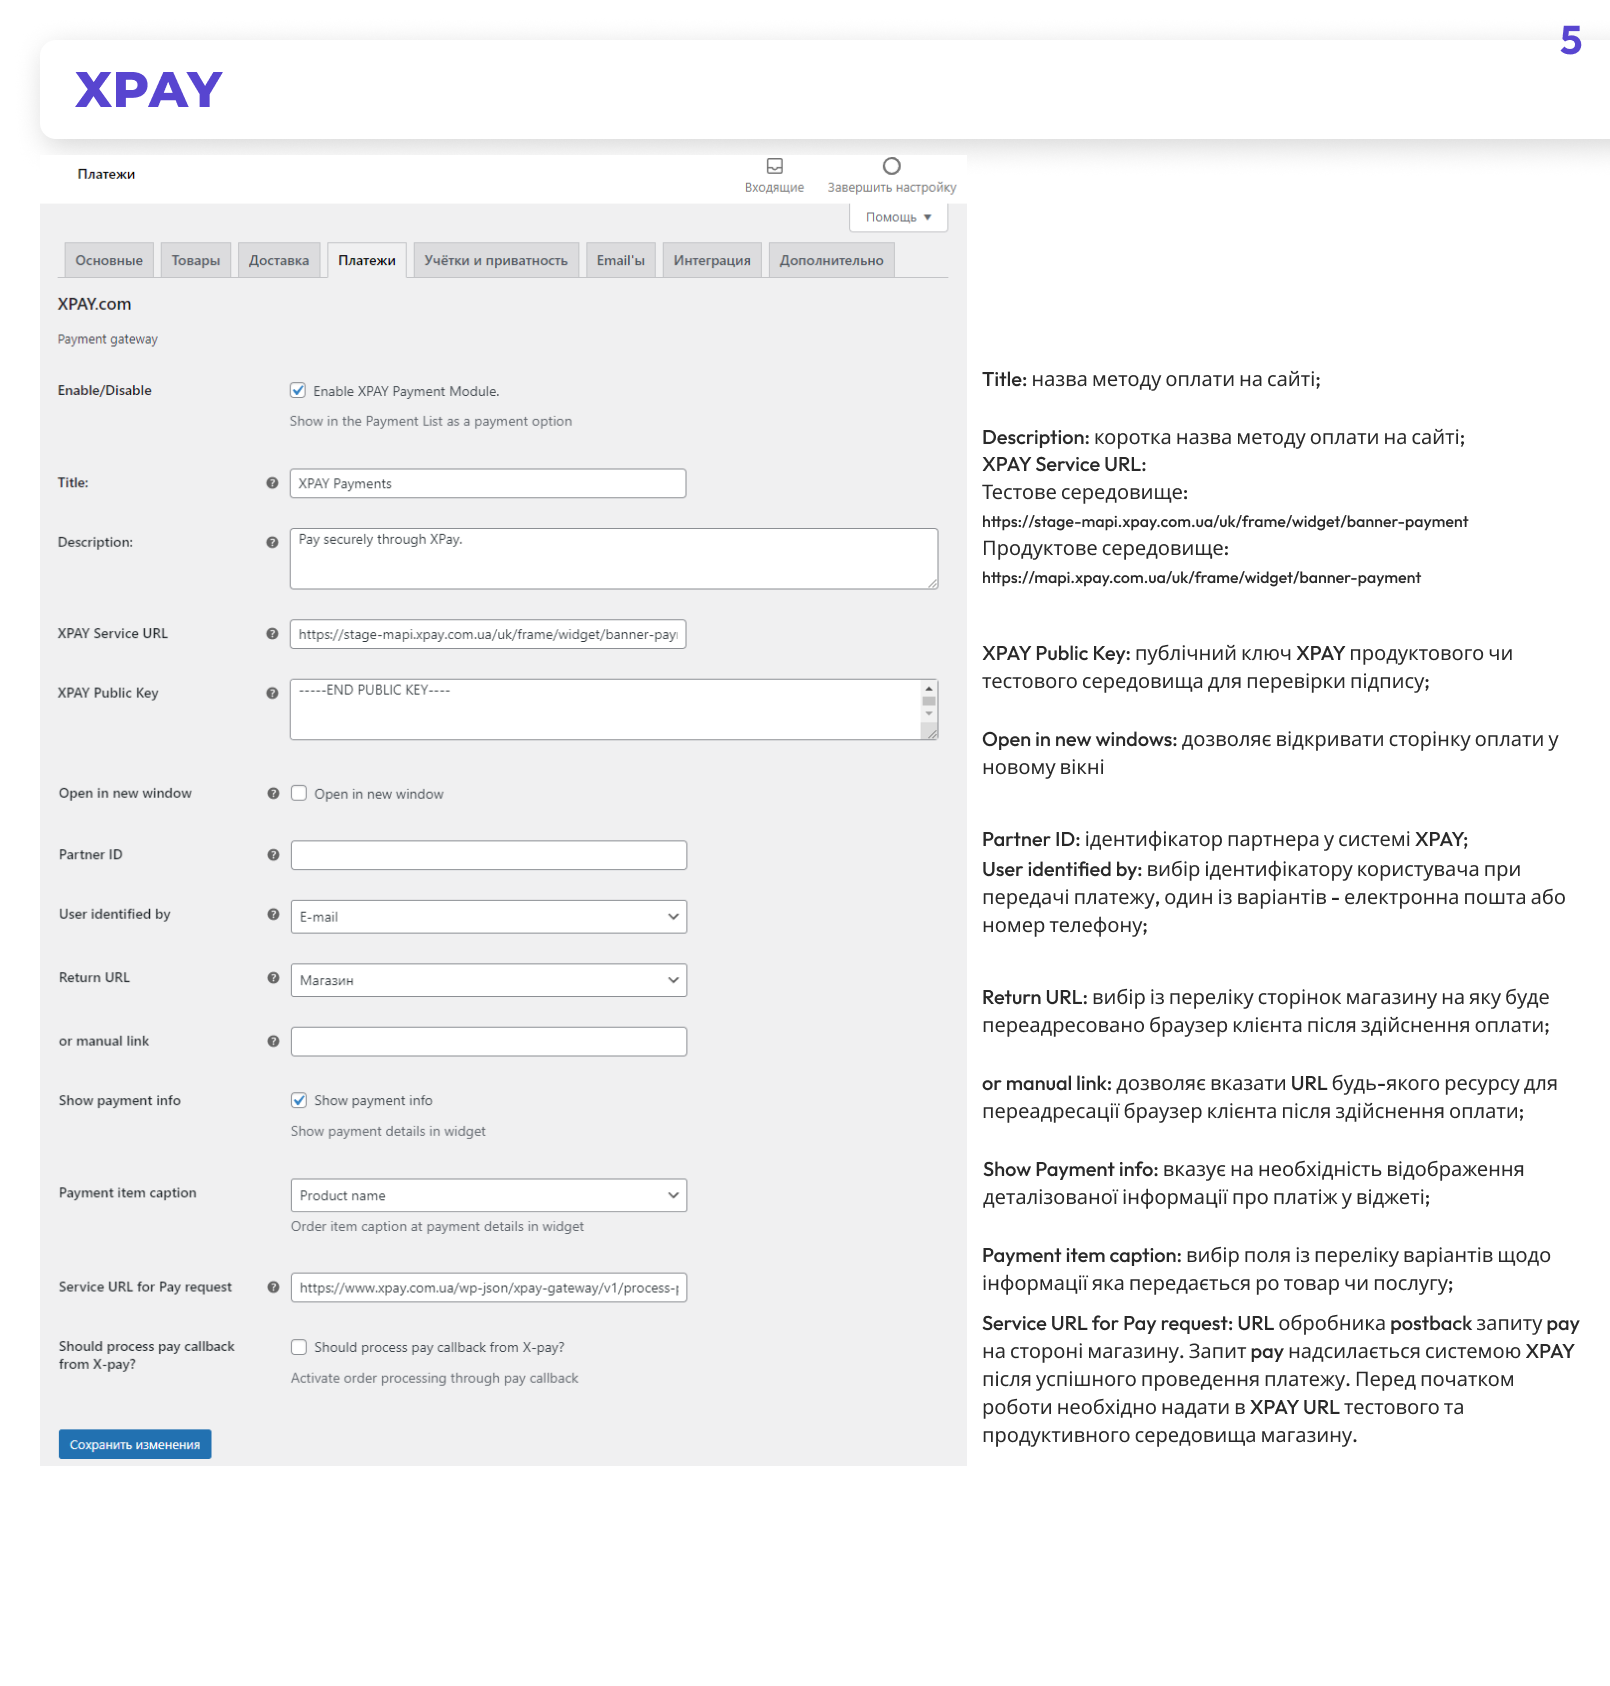 5
XPAY
Платежи
Входящие
Завершить настройку
Помощь ▼
Основные Товары Доставка Платежи Учётки и приватность Email'ы Интеграция Дополнительно
XPAY.com
Payment gateway
Enable/Disable
Enable XPAY Payment Module.
Show in the Payment List as a payment option
Title:
XPAY Payments
Description:
Pay securely through XPay.
XPAY Service URL
https://stage-mapi.xpay.com.ua/uk/frame/widget/banner-pay
XPAY Public Key
-----END PUBLIC KEY----
Open in new window
Open in new window
Partner ID
User identified by
E-mail
Return URL
Магазин
or manual link
Show payment info
Show payment info
Show payment details in widget
Payment item caption
Product name
Order item caption at payment details in widget
Service URL for Pay request
https://www.xpay.com.ua/wp-json/xpay-gateway/v1/process-
Should process pay callback
from X-pay?
Should process pay callback from X-pay?
Activate order processing through pay callback
Сохранить изменения
Title: назва методу оплати на сайті;
Description: коротка назва методу оплати на сайті;
XPAY Service URL:
Тестове середовище:
https://stage-mapi.xpay.com.ua/uk/frame/widget/banner-payment
Продуктове середовище:
https://mapi.xpay.com.ua/uk/frame/widget/banner-payment
XPAY Public Key: публічний ключ XPAY продуктового чи
тестового середовища для перевірки підпису;
Open in new windows: дозволяє відкривати сторінку оплати у
новому вікні
Partner ID: ідентифікатор партнера у системі XPAY;
User identified by: вибір ідентифікатору користувача при
передачі платежу, один із варіантів - електронна пошта або
номер телефону;
Return URL: вибір із переліку сторінок магазину на яку буде
переадресовано браузер клієнта після здійснення оплати;
or manual link: дозволяє вказати URL будь-якого ресурсу для
переадресації браузер клієнта після здійснення оплати;
Show Payment info: вказує на необхідність відображення
деталізованої інформації про платіж у віджеті;
Payment item caption: вибір поля із переліку варіантів щодо
інформації яка передається ро товар чи послугу;
Service URL for Pay request: URL обробника postback запиту pay
на стороні магазину. Запит pay надсилається системою XPAY
після успішного проведення платежу. Перед початком
роботи необхідно надати в XPAY URL тестового та
продуктивного середовища магазину.